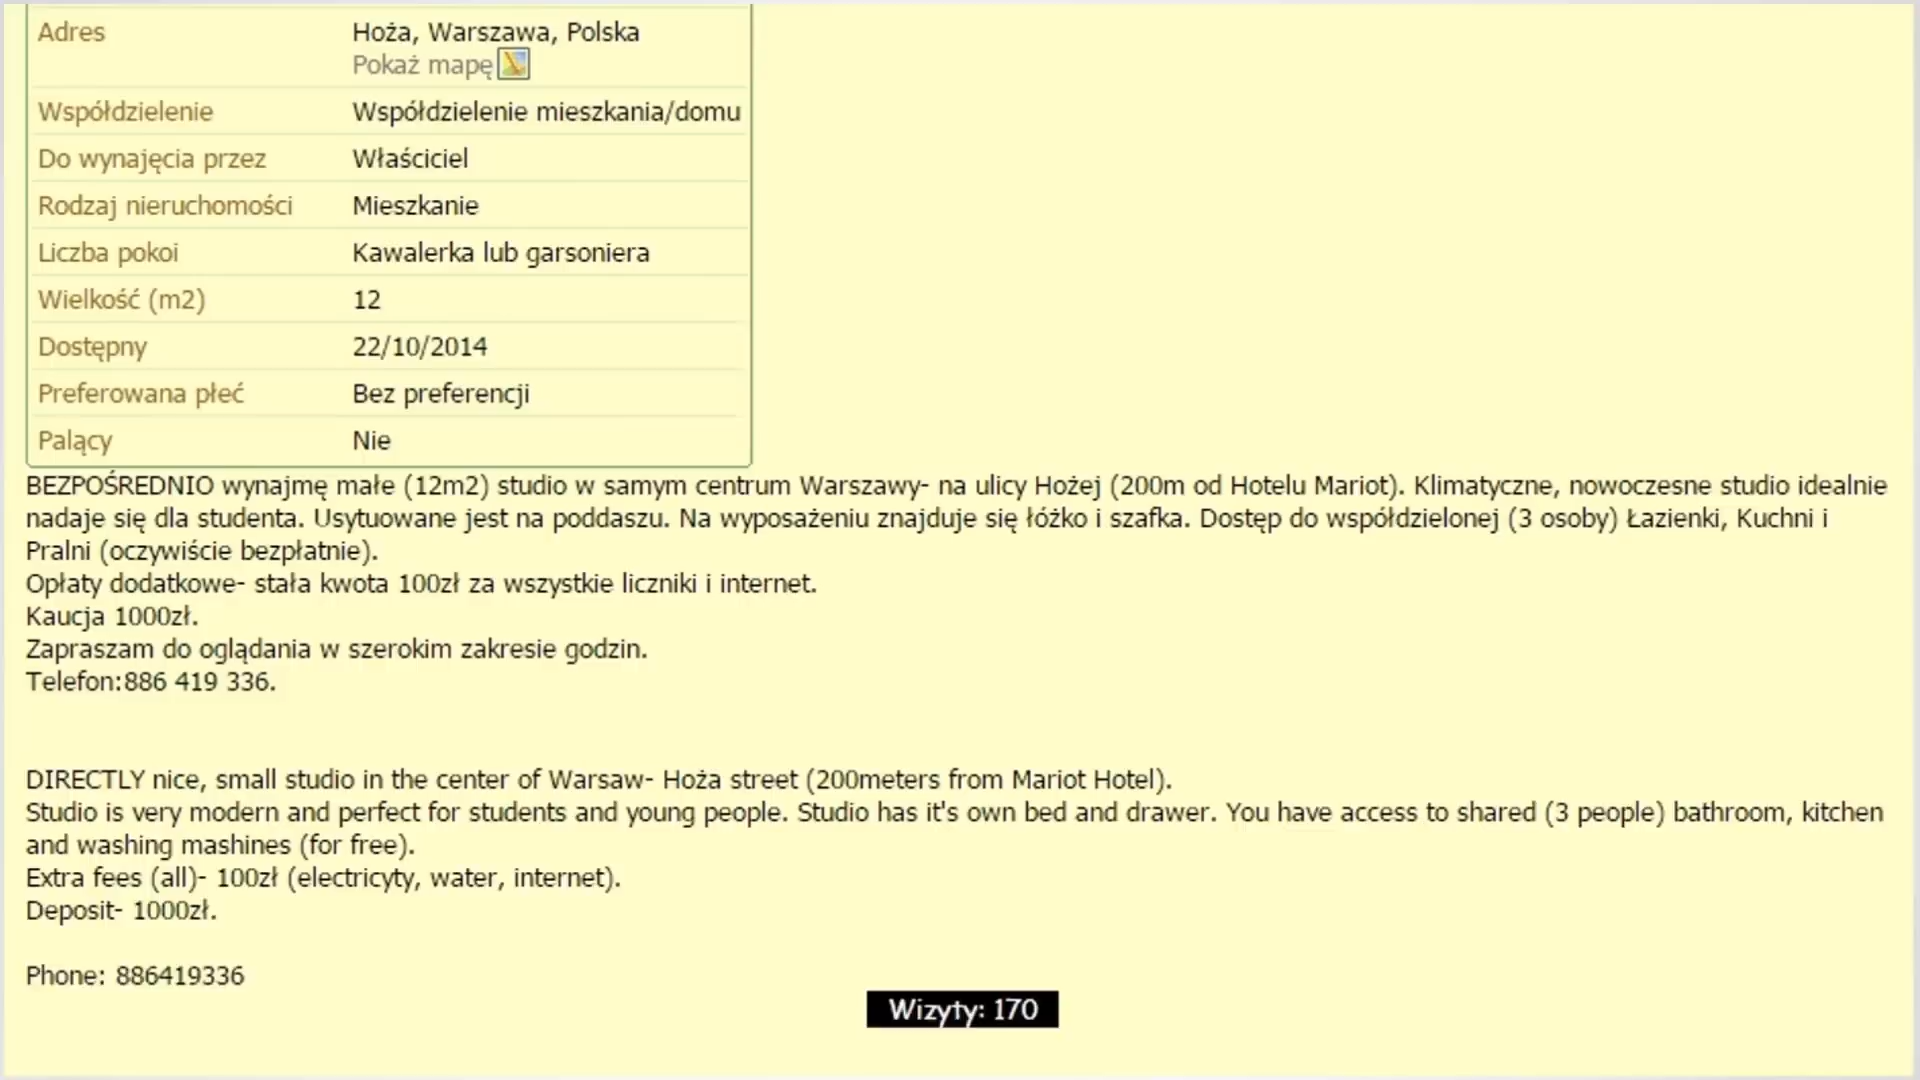 Adres Hoża, Warszawa, Polska
Pokaż mapę
Współdzielenie Współdzielenie mieszkania/domu
Do wynajęcia przez Właściciel
Rodzaj nieruchomości Mieszkanie
Liczba pokoi Kawalerka lub garsoniera
Wielkość (m2) 12
Dostępny 22/10/2014
Preferowana płeć Bez preferencji
Palący Nie
BEZPOŚREDNIO wynajmę małe (12m2) studio w samym centrum Warszawy- na ulicy Hożej (200m od Hotelu Mariot). Klimatyczne, nowoczesne studio idealnie
nadaje się dla studenta. Usytuowane jest na poddaszu. Na wyposażeniu znajduje się łóżko i szafka. Dostęp do współdzielonej (3 osoby) Łazienki, Kuchni i
Pralni (oczywiście bezpłatnie).
Opłaty dodatkowe- stała kwota 100zł za wszystkie liczniki i internet.
Kaucja 1000zł.
Zapraszam do oglądania w szerokim zakresie godzin.
Telefon:886 419 336.
DIRECTLY nice, small studio in the center of Warsaw- Hoża street (200meters from Mariot Hotel).
Studio is very modern and perfect for students and young people. Studio has it's own bed and drawer. You have access to shared (3 people) bathroom, kitchen
and washing mashines (for free).
Extra fees (all)- 100zł (electricyty, water, internet).
Deposit- 1000zł.
Phone: 886419336
Wizyty: 170